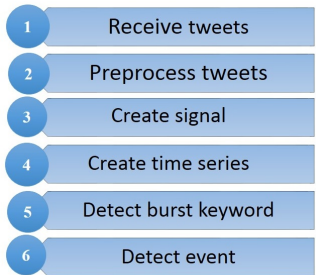 1 Receive tweets
2 Preprocess tweets
3 Create signal
4 Create time series
5 Detect burst keyword
6 Detect event